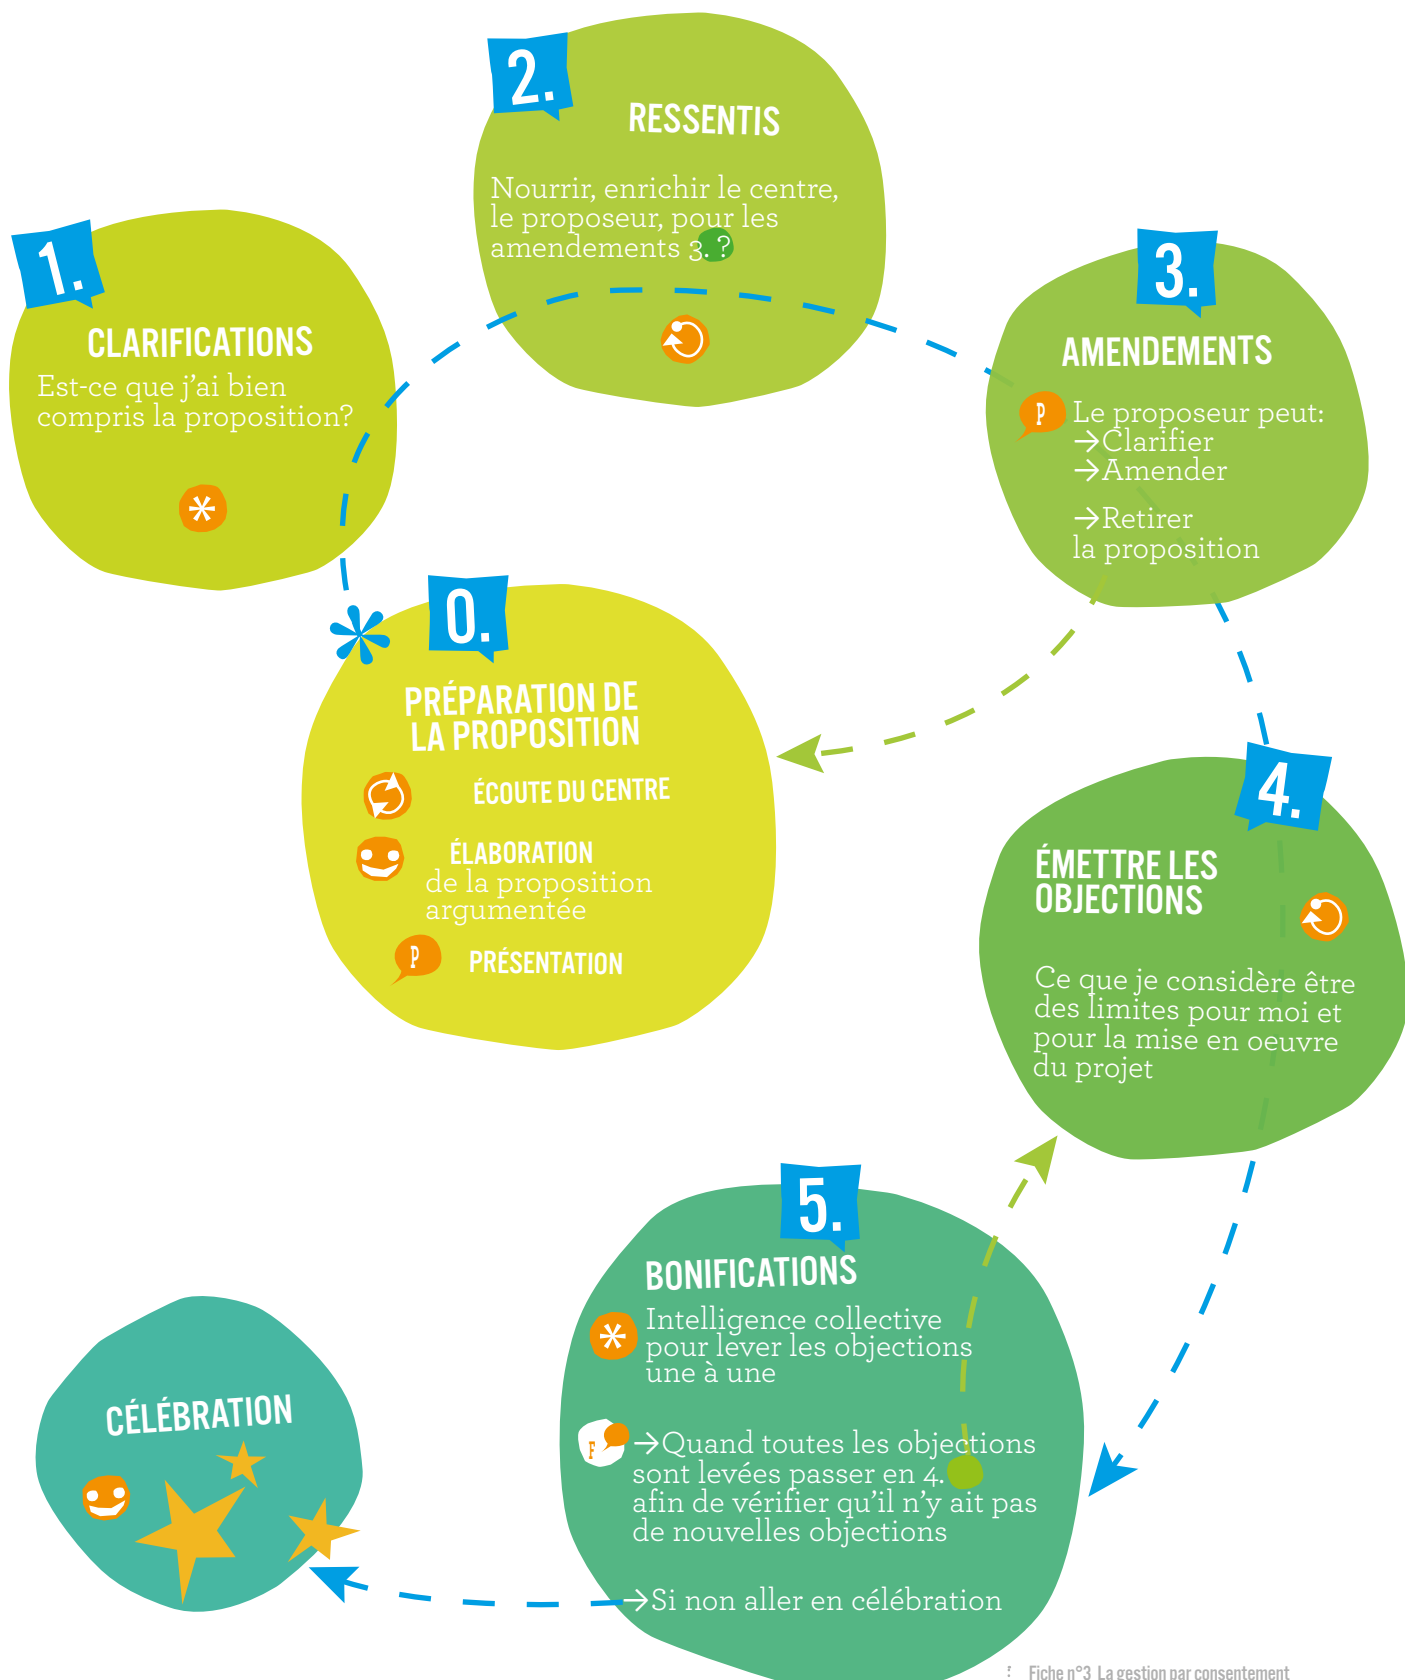 2.
RESSENTIS
Nourrir, enrichir le centre,
le proposeur, pour les
amendements 3. ?
1.
CLARIFICATIONS
Est-ce que j'ai bien
compris la proposition?
*
3.
AMENDEMENTS
P
Le proposeur peut:
→Clarifier
→Amender
→Retirer
la proposition
*
0.
PRÉPARATION DE
LA PROPOSITION
ÉCOUTE DU CENTRE
ÉLABORATION
de la proposition
argumentée
P
PRÉSENTATION
4.
ÉMETTRE LES
OBJECTIONS
Ce que je considère être
des limites pour moi et
pour la mise en oeuvre
du projet
5.
BONIFICATIONS
*
Intelligence collective
pour lever les objections
une à une
F
→Quand toutes les objections
sont levées passer en 4.
afin de vérifier qu'il n'y ait pas
de nouvelles objections
→Si non aller en célébration
CÉLÉBRATION
Fiche n°3 La gestion par consentement